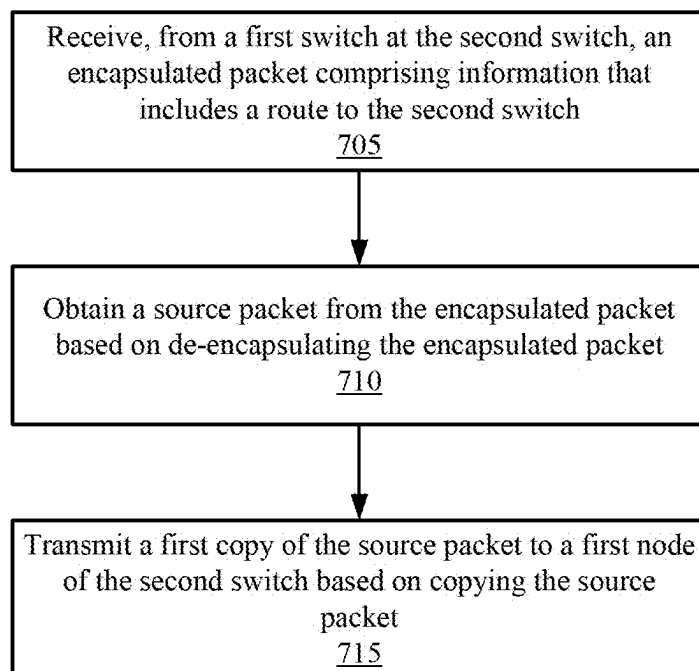 Receive, from a first switch at the second switch, an
encapsulated packet comprising information that
includes a route to the second switch
705
Obtain a source packet from the encapsulated packet
based on de-encapsulating the encapsulated packet
710
Transmit a first copy of the source packet to a first node
of the second switch based on copying the source
packet
715